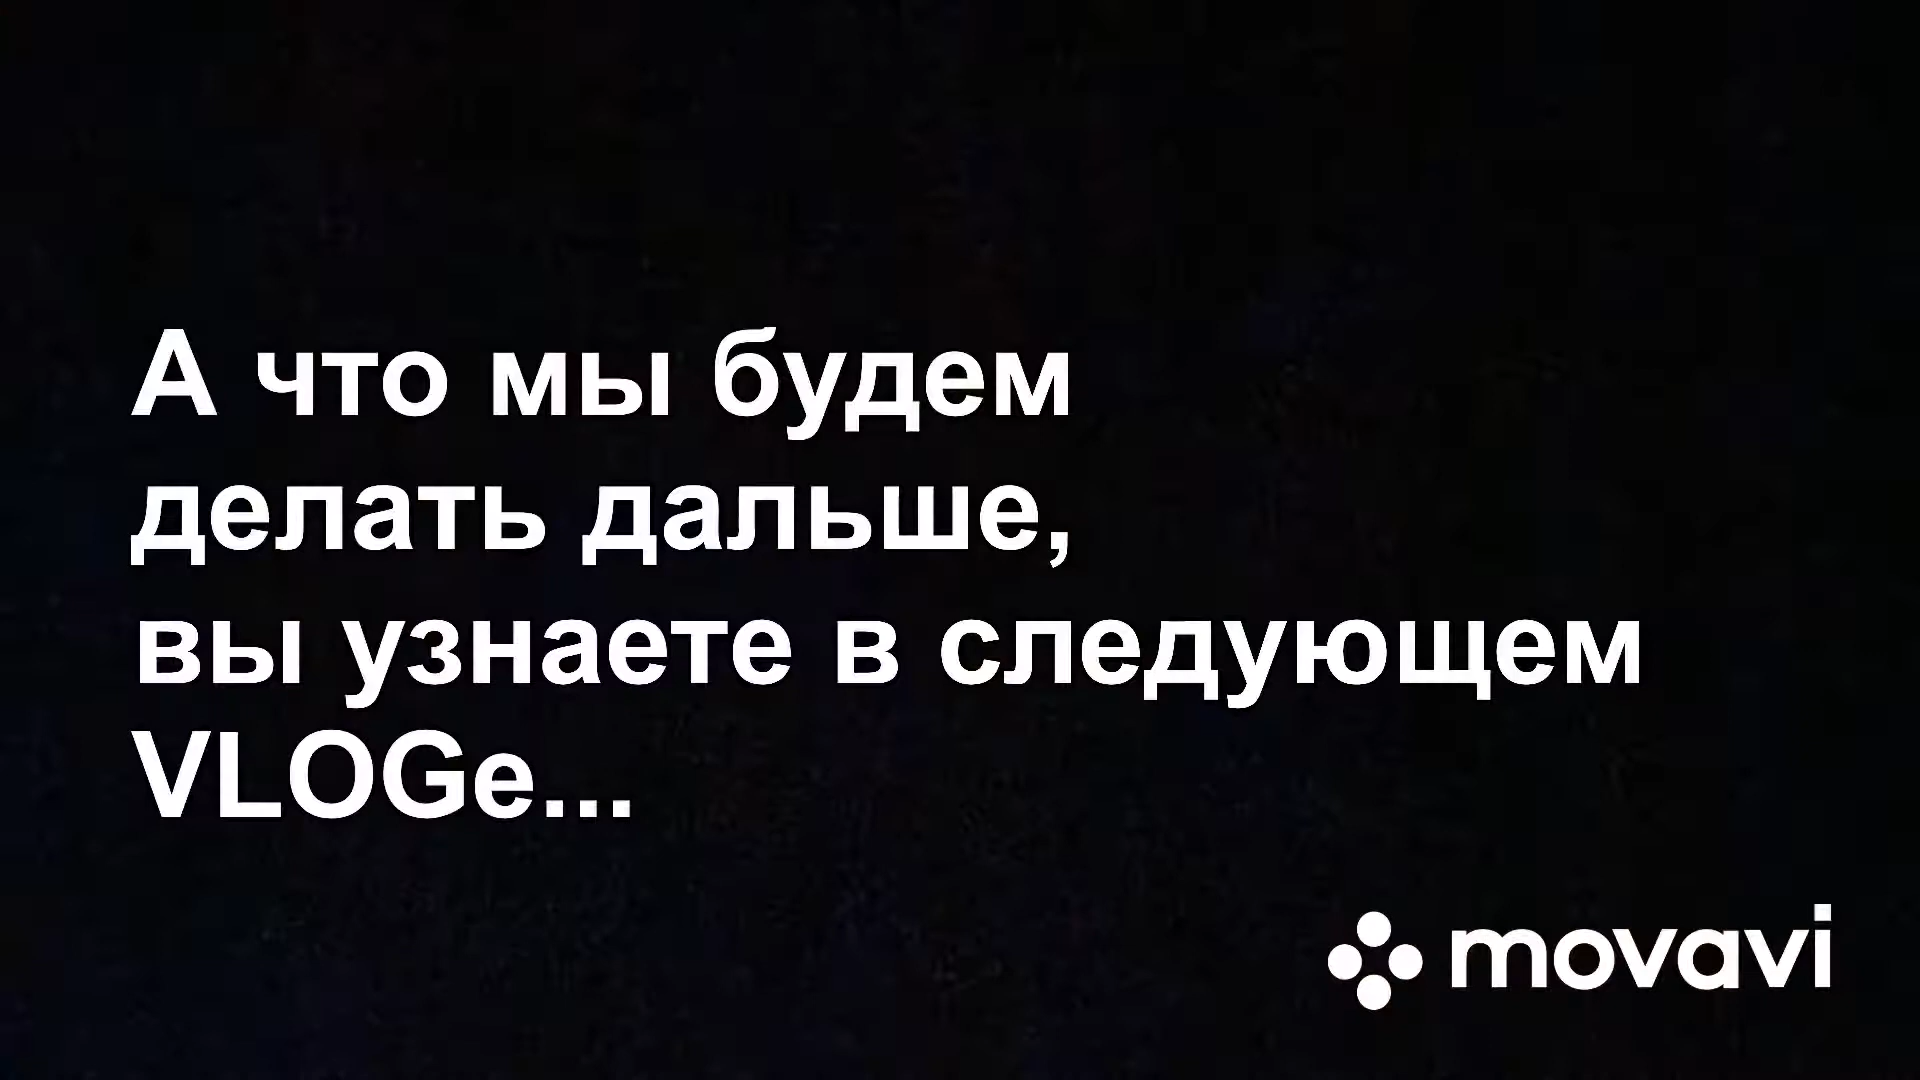 А что мы будем
делать дальше,
вы узнаете в следующем
VLOGе...
movavi